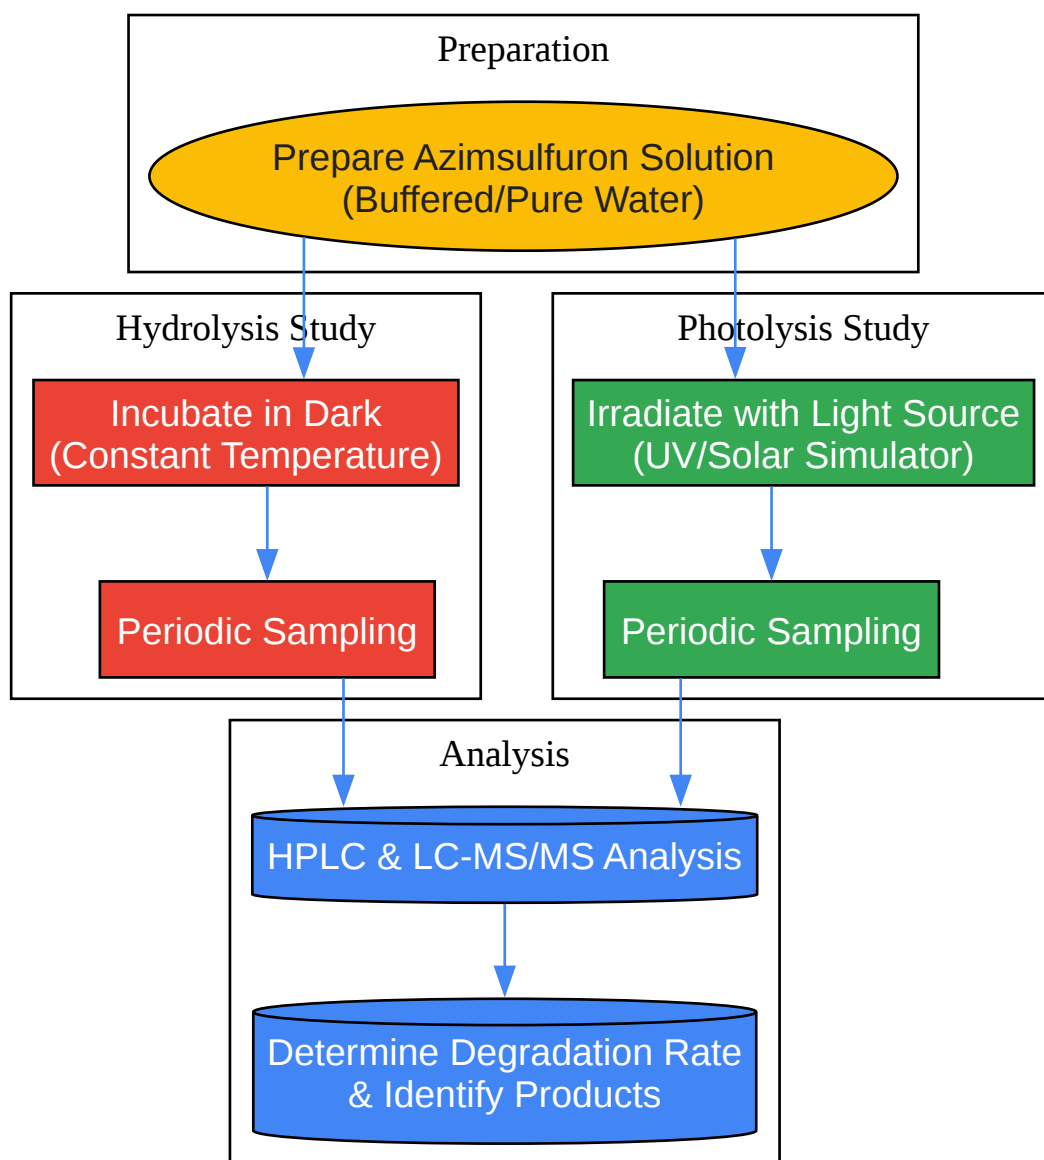 Preparation
Prepare Azimsulfuron Solution
(Buffered/Pure Water)
Hydrolysis Study
Incubate in Dark
(Constant Temperature)
Periodic Sampling
Photolysis Study
Irradiate with Light Source
(UV/Solar Simulator)
Periodic Sampling
Analysis
HPLC & LC-MS/MS Analysis
Determine Degradation Rate
& Identify Products